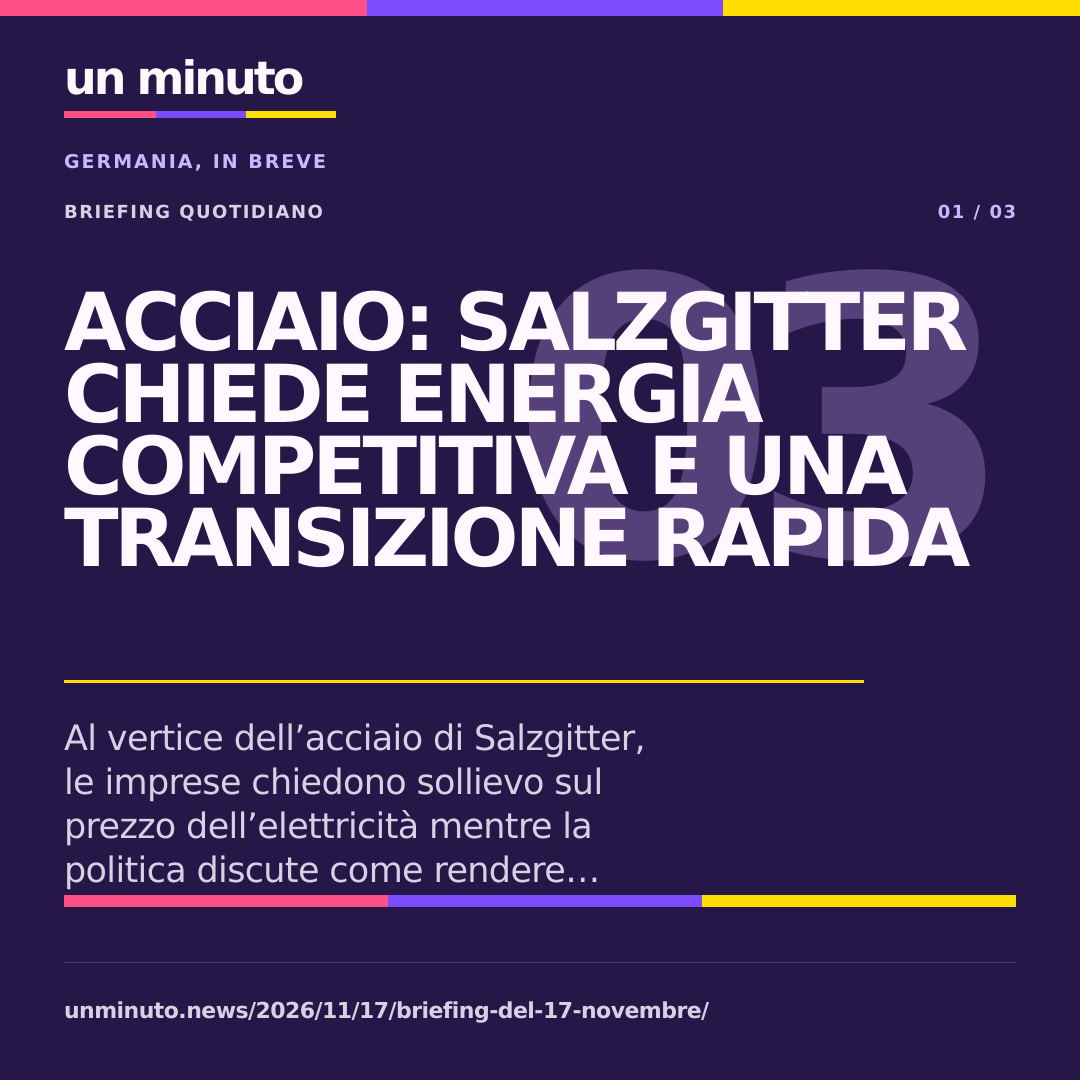 un minuto
GERMANIA, IN BREVE
BRIEFING QUOTIDIANO
01 / 03
03
ACCIAIO: SALZGITTER
CHIEDE ENERGIA
COMPETITIVA E UNA
TRANSIZIONE RAPIDA
Al vertice dell’acciaio di Salzgitter,
le imprese chiedono sollievo sul
prezzo dell’elettricità mentre la
politica discute come rendere…
unminuto.news/2026/11/17/briefing-del-17-novembre/